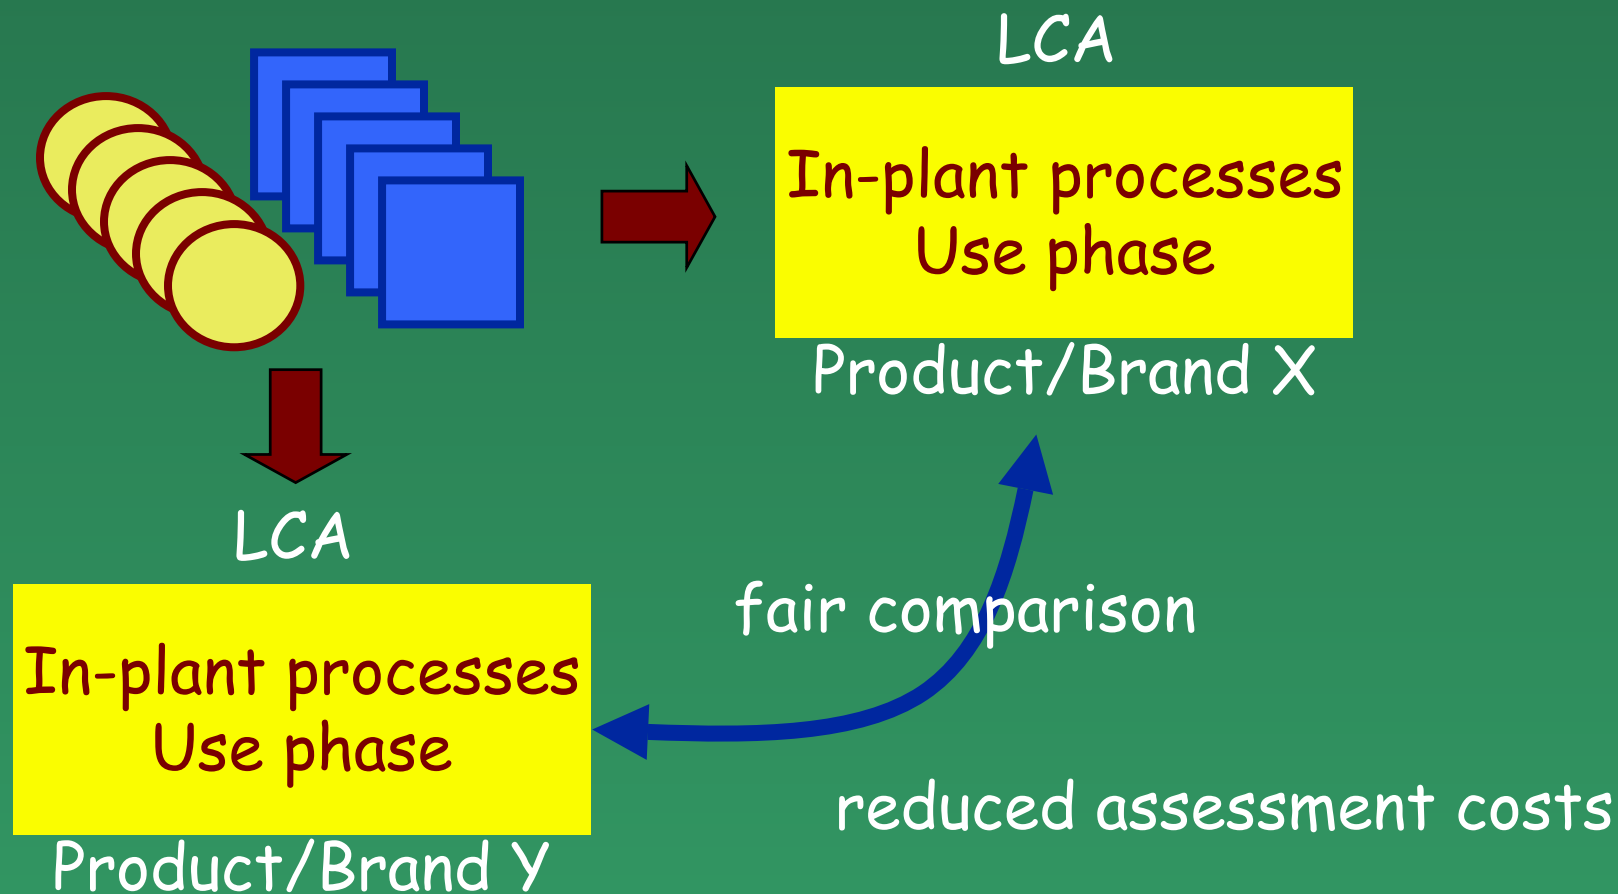 LCA
In-plant processes
Use phase
Product/Brand X
LCA
In-plant processes
Use phase
Product/Brand Y
fair comparison
reduced assessment costs